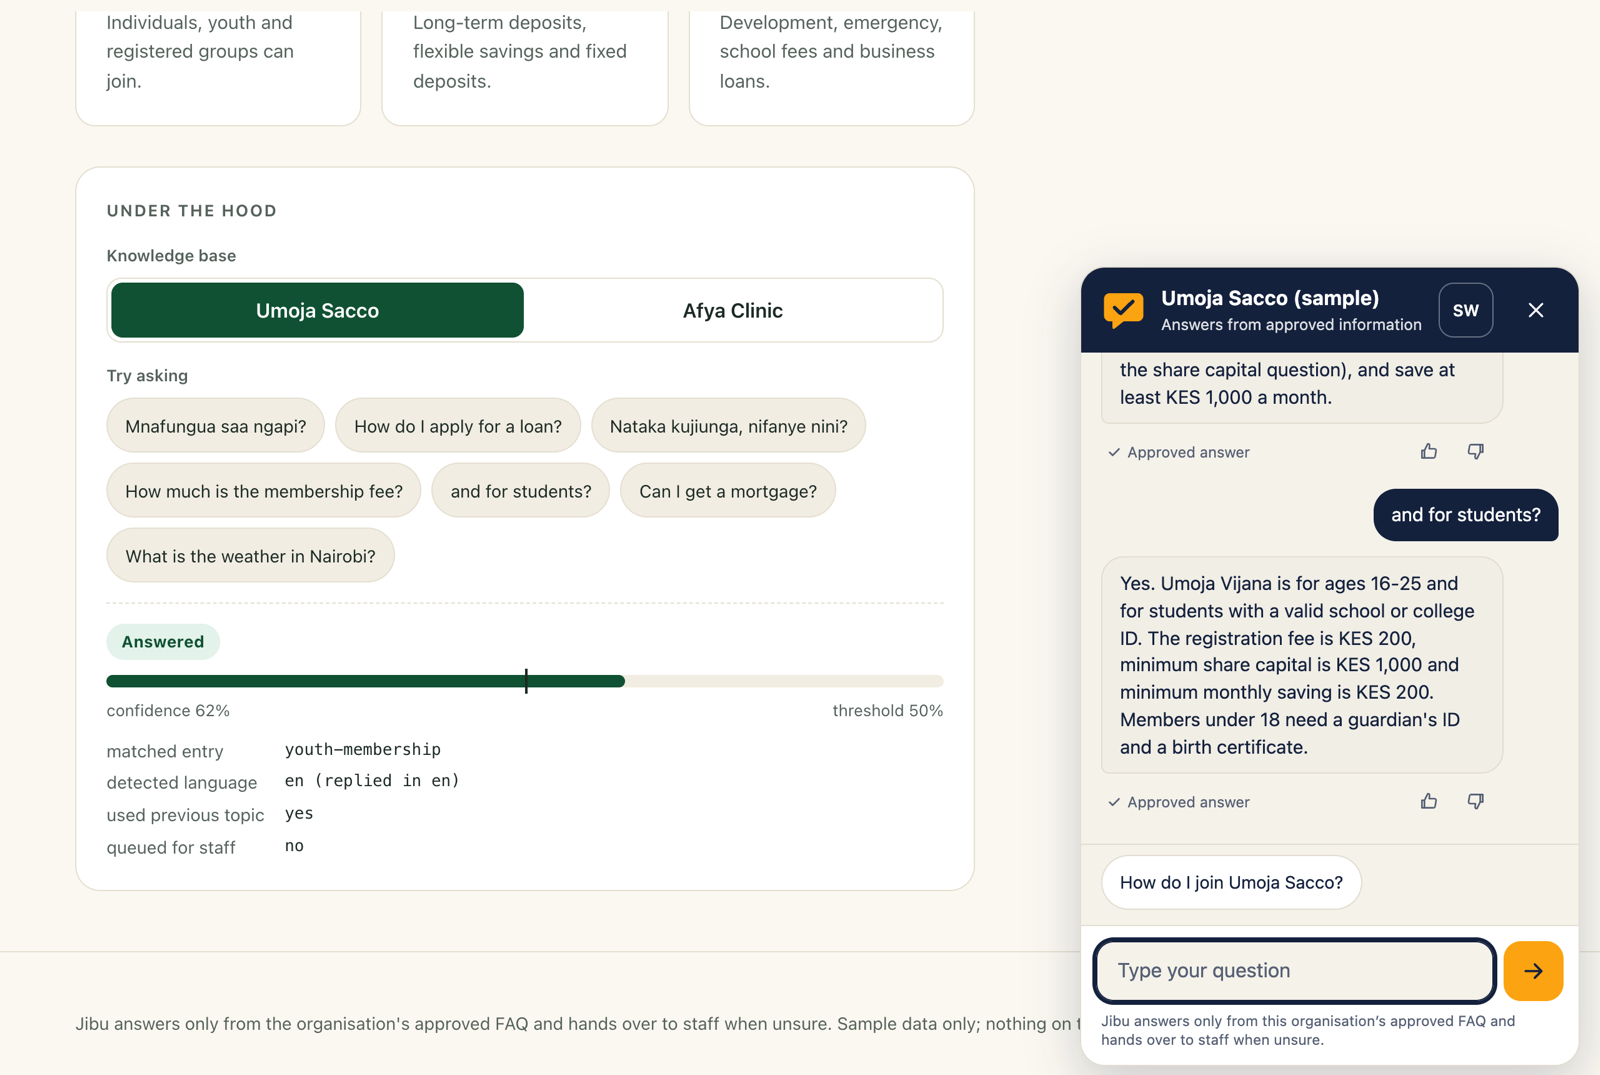 Individuals, youth and
registered groups can
join.
Long-term deposits,
flexible savings and fixed
deposits.
Development, emergency,
school fees and business
loans.
UNDER THE HOOD
Knowledge base
Umoja Sacco
Afya Clinic
Try asking
Mnafungua saa ngapi?
How do I apply for a loan?
Nataka kujiunga, nifanye nini?
How much is the membership fee?
and for students?
Can I get a mortgage?
What is the weather in Nairobi?
Answered
confidence 62%
threshold 50%
matched entry youth-membership
detected language en (replied in en)
used previous topic yes
queued for staff no
Jibu answers only from the organisation's approved FAQ and hands over to staff when unsure. Sample data only; nothing on
Umoja Sacco (sample)
Answers from approved information
SW
the share capital question), and save at
least KES 1,000 a month.
Approved answer
and for students?
Yes. Umoja Vijana is for ages 16-25 and
for students with a valid school or college
ID. The registration fee is KES 200,
minimum share capital is KES 1,000 and
minimum monthly saving is KES 200.
Members under 18 need a guardian's ID
and a birth certificate.
Approved answer
How do I join Umoja Sacco?
Type your question
Jibu answers only from this organisation’s approved FAQ and
hands over to staff when unsure.